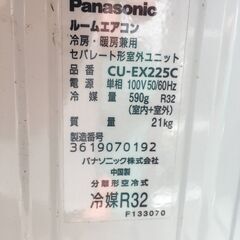 Panasonic
ルームエアコン
冷房・暖房兼用
セパレート形室外ユニット
品番 CU-EX225C
電源 単相 100V 50/60Hz
冷媒量 590g R32
(室内+室外)
質量 21kg
製造番号
3619070192
パナソニック株式会社
中国製
分離形空冷式
冷媒R32
F133070